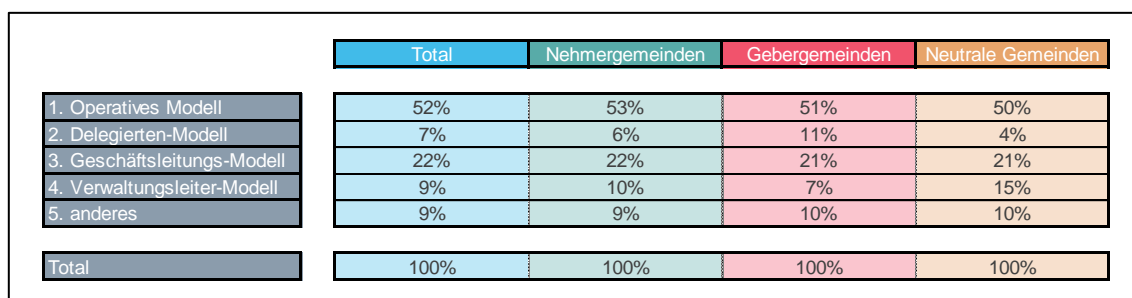 Total Nehmergemeinden Gebergemeinden Neutrale Gemeinden
1. Operatives Modell 52% 53% 51% 50%
2. Delegierten-Modell 7% 6% 11% 4%
3. Geschäftsleitungs-Modell 22% 22% 21% 21%
4. Verwaltungsleiter-Modell 9% 10% 7% 15%
5. anderes 9% 9% 10% 10%
Total 100% 100% 100% 100%